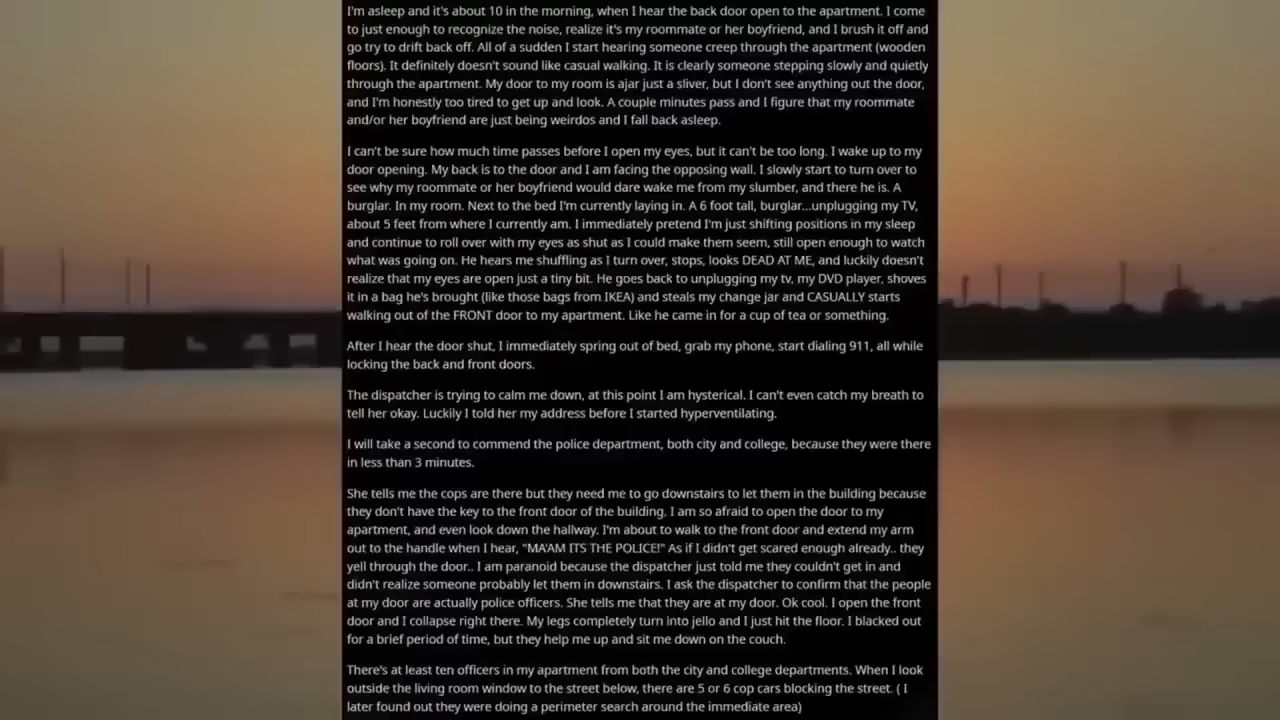 I'm asleep and it's about 10 in the morning, when I hear the back door open to the apartment. I come
to just enough to recognize the noise, realize it's my roommate or her boyfriend, and I brush it off and
go try to drift back off. All of a sudden I start hearing someone creep through the apartment (wooden
floors). It definitely doesn't sound like casual walking. It is clearly someone stepping slowly and quietly
through the apartment. My door to my room is ajar just a sliver, but I don't see anything out the door,
and I'm honestly too tired to get up and look. A couple minutes pass and I figure that my roommate
and/or her boyfriend are just being weirdos and I fall back asleep.
I can't be sure how much time passes before I open my eyes, but it can't be too long. I wake up to my
door opening. My back is to the door and I am facing the opposing wall. I slowly start to turn over to
see why my roommate or her boyfriend would dare wake me from my slumber, and there he is. A
burglar. In my room. Next to the bed I'm currently laying in. A 6 foot tall, burglar...unplugging my TV,
about 5 feet from where I currently am. I immediately pretend I'm just shifting positions in my sleep
and continue to roll over with my eyes as shut as I could make them seem, still open enough to watch
what was going on. He hears me shuffling as I turn over, stops, looks DEAD AT ME, and luckily doesn't
realize that my eyes are open just a tiny bit. He goes back to unplugging my tv, my DVD player, shoves
it in a bag he's brought (like those bags from IKEA) and steals my change jar and CASUALLY starts
walking out of the FRONT door to my apartment. Like he came in for a cup of tea or something.
After I hear the door shut, I immediately spring out of bed, grab my phone, start dialing 911, all while
locking the back and front doors.
The dispatcher is trying to calm me down, at this point I am hysterical. I can't even catch my breath to
tell her okay. Luckily I told her my address before I started hyperventilating.
I will take a second to commend the police department, both city and college, because they were there
in less than 3 minutes.
She tells me the cops are there but they need me to go downstairs to let them in the building because
they don't have the key to the front door of the building. I am so afraid to open the door to my
apartment, and even look down the hallway. I'm about to walk to the front door and extend my arm
out to the handle when I hear, "MA'AM ITS THE POLICE!" As if I didn't get scared enough already.. they
yell through the door.. I am paranoid because the dispatcher just told me they couldn't get in and
didn't realize someone probably let them in downstairs. I ask the dispatcher to confirm that the people
at my door are actually police officers. She tells me that they are at my door. Ok cool. I open the front
door and I collapse right there. My legs completely turn into jello and I just hit the floor. I blacked out
for a brief period of time, but they help me up and sit me down on the couch.
There's at least ten officers in my apartment from both the city and college departments. When I look
outside the living room window to the street below, there are 5 or 6 cop cars blocking the street. ( I
later found out they were doing a perimeter search around the immediate area)